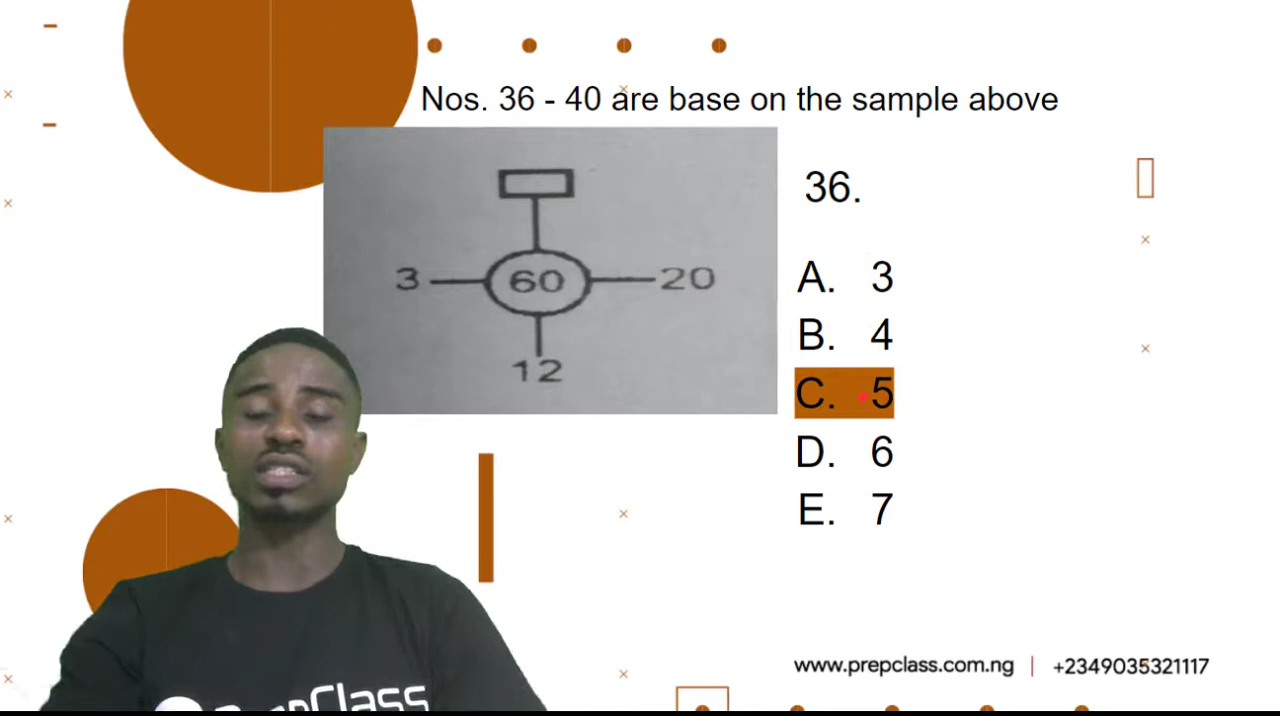 Nos. 36 - 40 are base on the sample above
36.
3 60 20
12
A. 3
B. 4
C. 5
D. 6
E. 7
PrepClass
www.prepclass.com.ng | +2349035321117